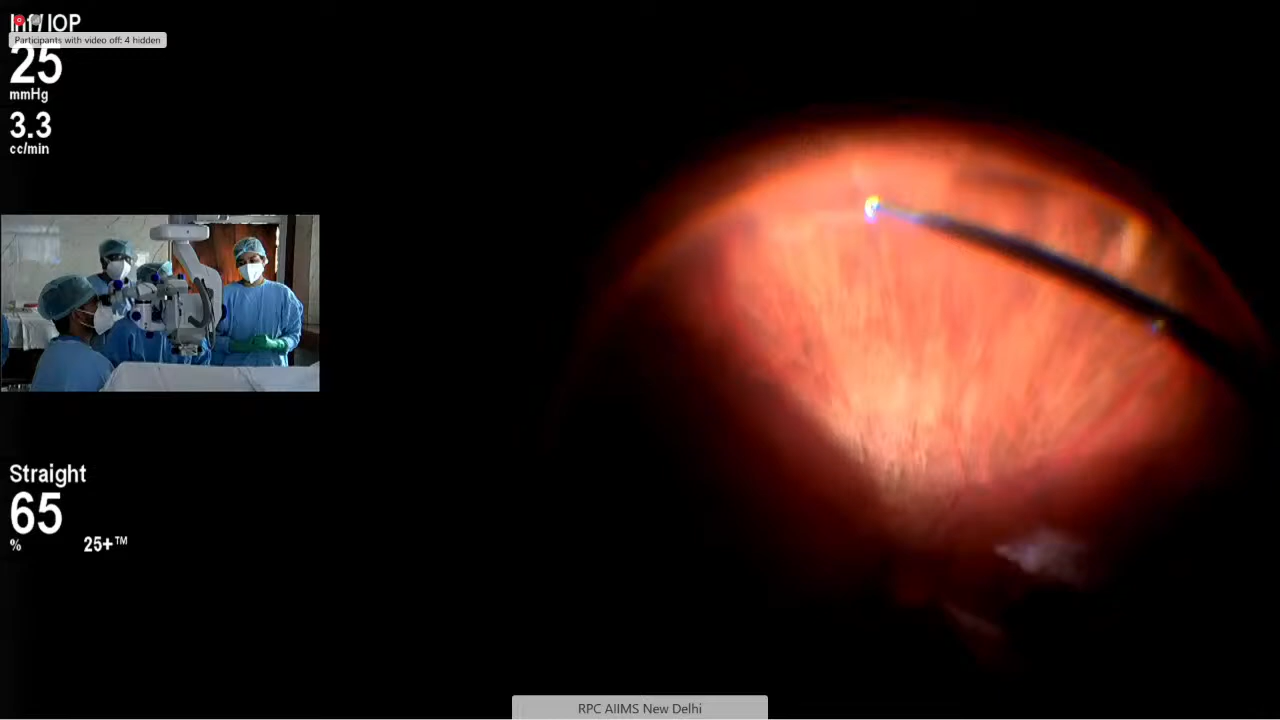 Inf/IOP
Participants with video off: 4 hidden
25
mmHg
3.3
cc/min
Straight
65
%
25+™
RPC AIIMS New Delhi